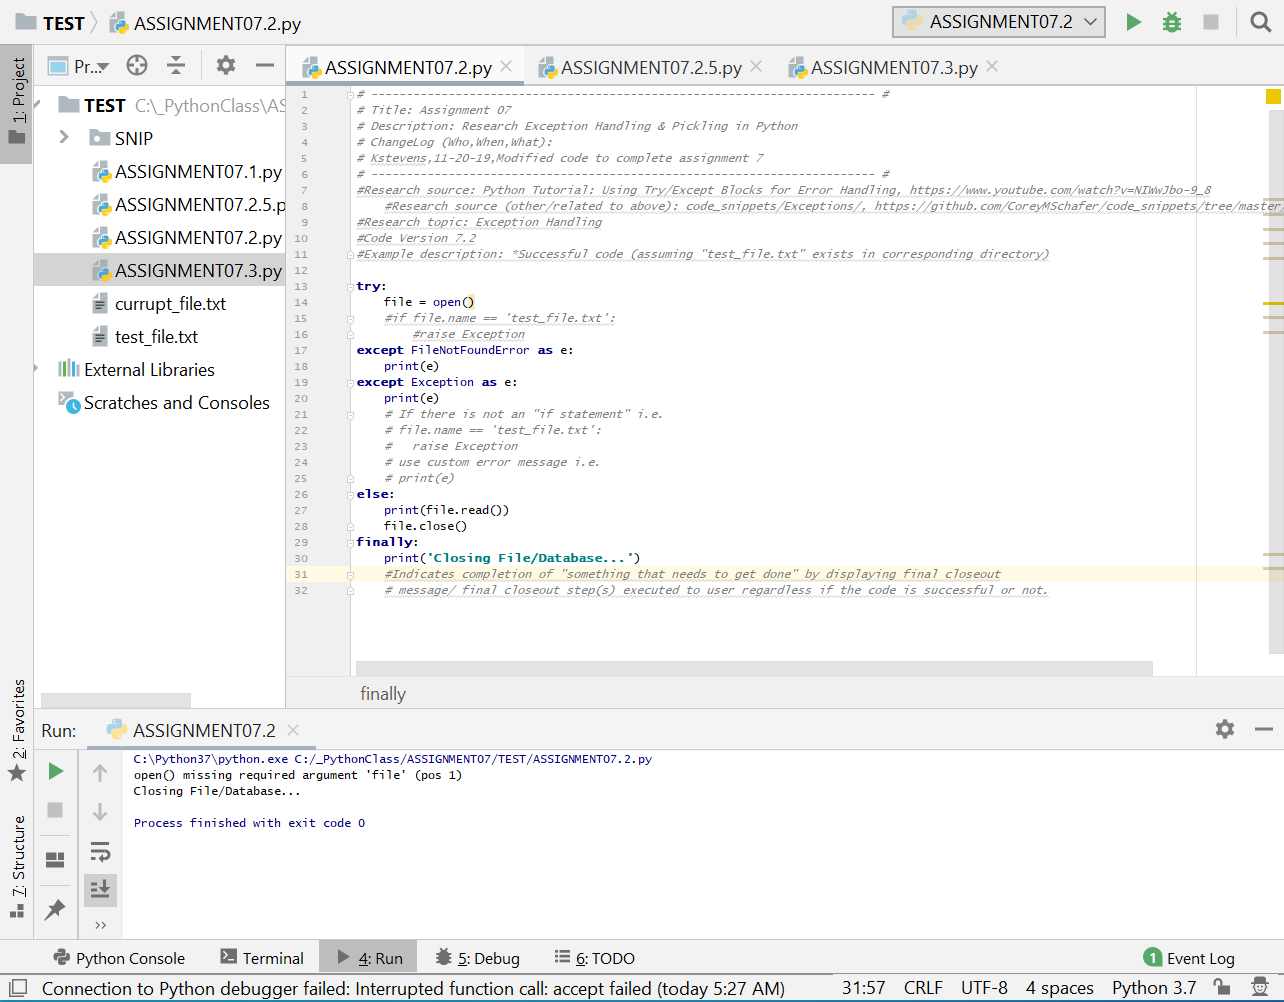 TEST ASSIGNMENT07.2.py ASSIGNMENT07.2
1: Project
Pr...
ASSIGNMENT07.2.py ASSIGNMENT07.2.5.py ASSIGNMENT07.3.py
TEST C:\_PythonClass\AS
SNIP
ASSIGNMENT07.1.py
ASSIGNMENT07.2.5.p
ASSIGNMENT07.2.py
ASSIGNMENT07.3.py
currupt_file.txt
test_file.txt
External Libraries
Scratches and Consoles
1 # ------------------------------------------------------------------------ #
2 # Title: Assignment 07
3 # Description: Research Exception Handling & Pickling in Python
4 # ChangeLog (Who,When,What):
5 # Kstevens,11-20-19,Modified code to complete assignment 7
6 # ------------------------------------------------------------------------ #
7 #Research source: Python Tutorial: Using Try/Except Blocks for Error Handling, https://www.youtube.com/watch?v=NIWwJbo-9_8
8 #Research source (other/related to above): code_snippets/Exceptions/, https://github.com/CoreyMSchafer/code_snippets/tree/master/
9 #Research topic: Exception Handling
10 #Code Version 7.2
11 #Example description: *Successful code (assuming "test_file.txt" exists in corresponding directory)
12
13 try:
14 file = open()
15 #if file.name == 'test_file.txt':
16 #raise Exception
17 except FileNotFoundError as e:
18 print(e)
19 except Exception as e:
20 print(e)
21 # If there is not an "if statement" i.e.
22 # file.name == 'test_file.txt':
23 # raise Exception
24 # use custom error message i.e.
25 # print(e)
26 else:
27 print(file.read())
28 file.close()
29 finally:
30 print('Closing File/Database...')
31 #Indicates completion of "something that needs to get done" by displaying final closeout
32 # message/ final closeout step(s) executed to user regardless if the code is successful or not.
finally
2: Favorites
7: Structure
Run: ASSIGNMENT07.2
C:\Python37\python.exe C:/_PythonClass/ASSIGNMENT07/TEST/ASSIGNMENT07.2.py
open() missing required argument 'file' (pos 1)
Closing File/Database...
Process finished with exit code 0
Python Console Terminal 4: Run 5: Debug 6: TODO 1 Event Log
Connection to Python debugger failed: Interrupted function call: accept failed (today 5:27 AM) 31:57 CRLF UTF-8 4 spaces Python 3.7